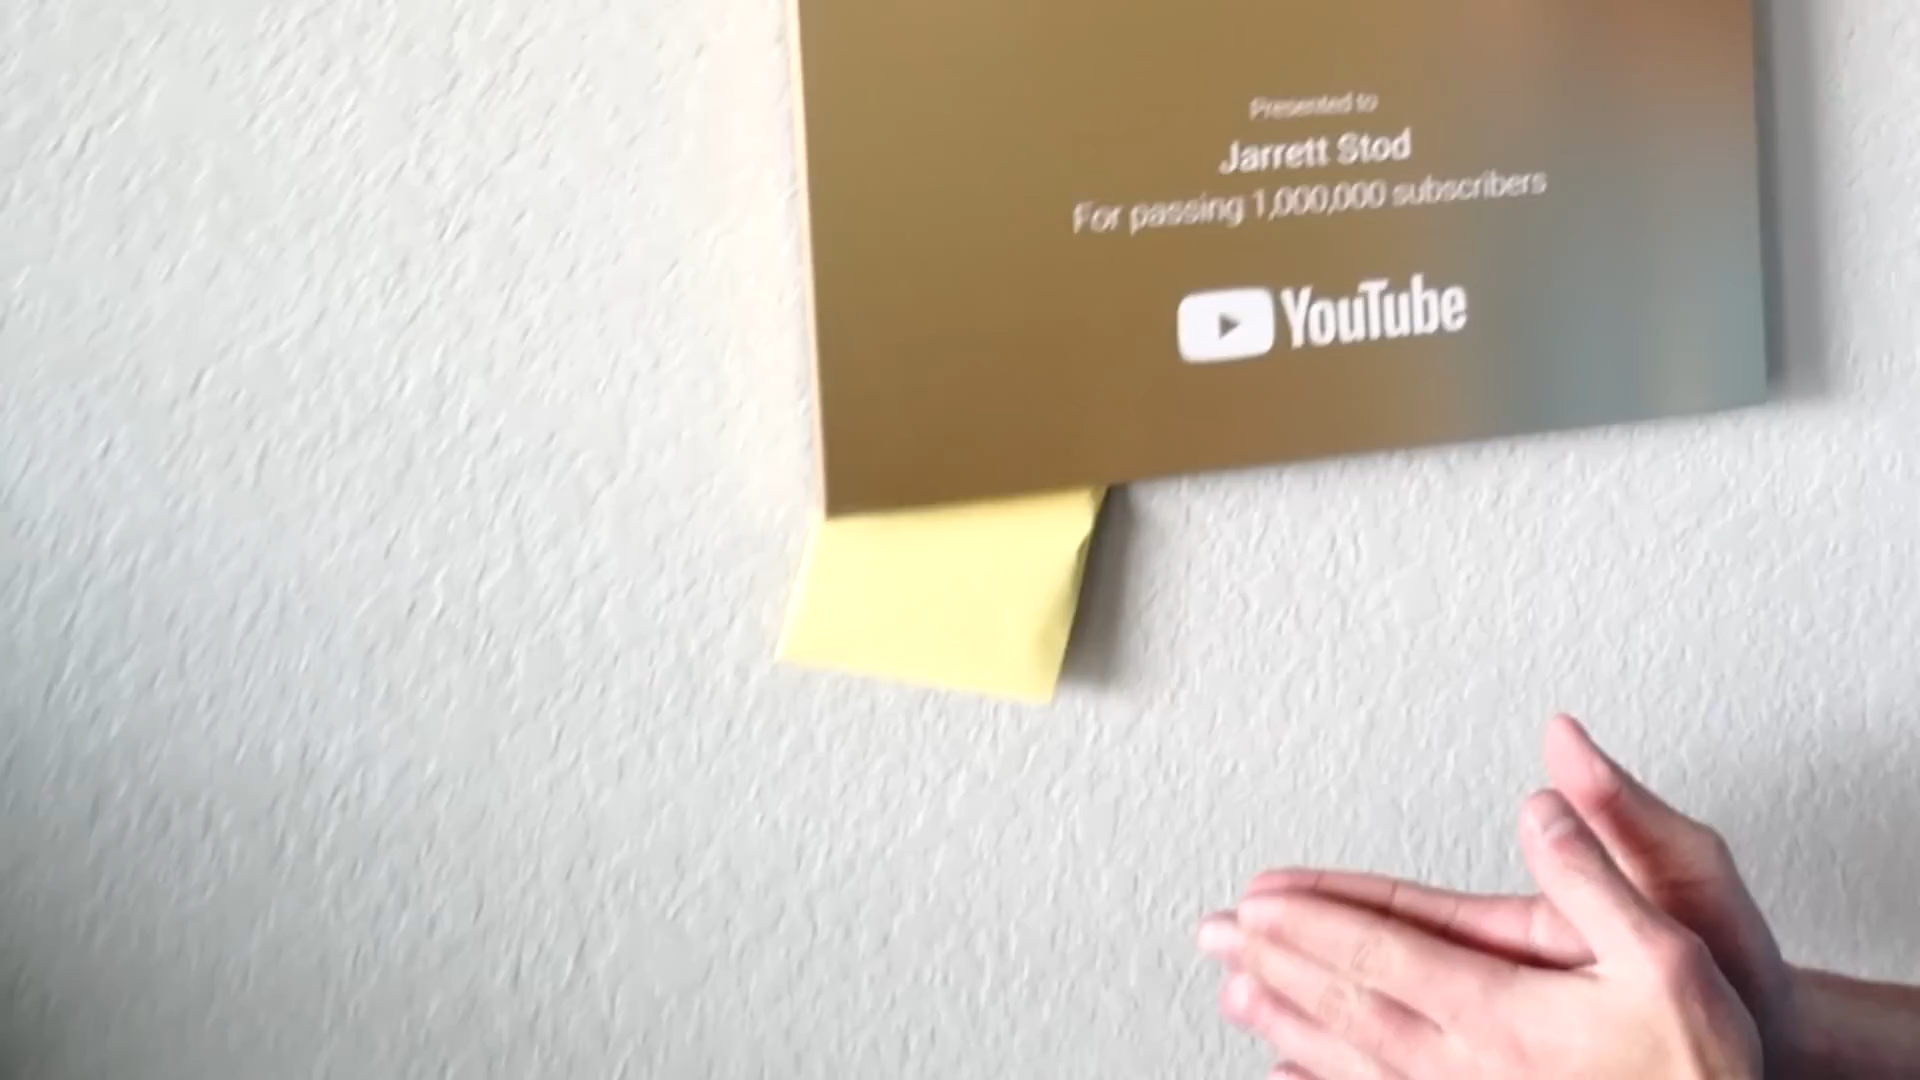 Presented to
Jarrett Stod
For passing 1,000,000 subscribers
YouTube